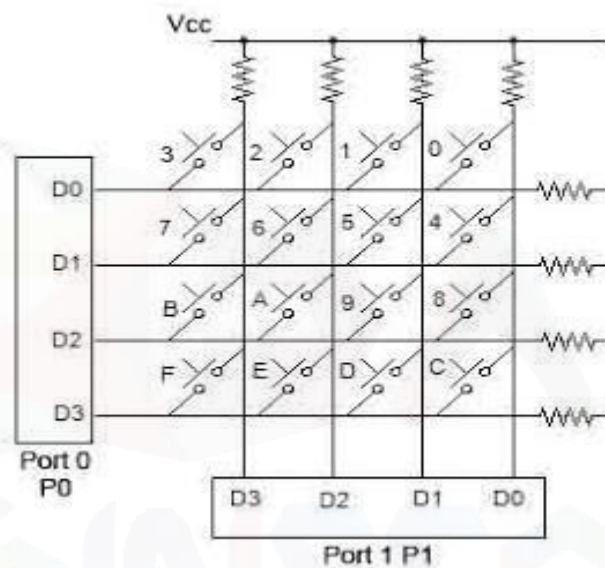 Vcc
3 2 1 0
D0
7 6 5 4
D1
B A 9 8
D2
F E D C
D3
Port 0
P0
D3 D2 D1 D0
Port 1 P1